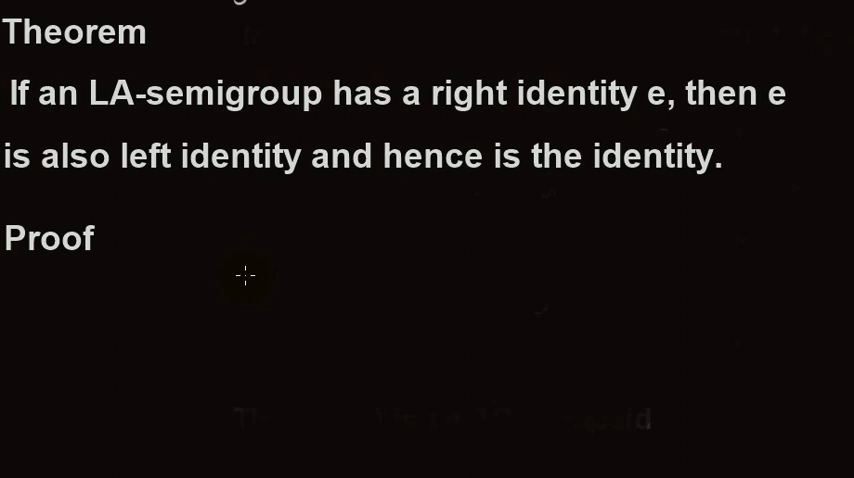 Theorem
If an LA-semigroup has a right identity e, then e
is also left identity and hence is the identity.
Proof